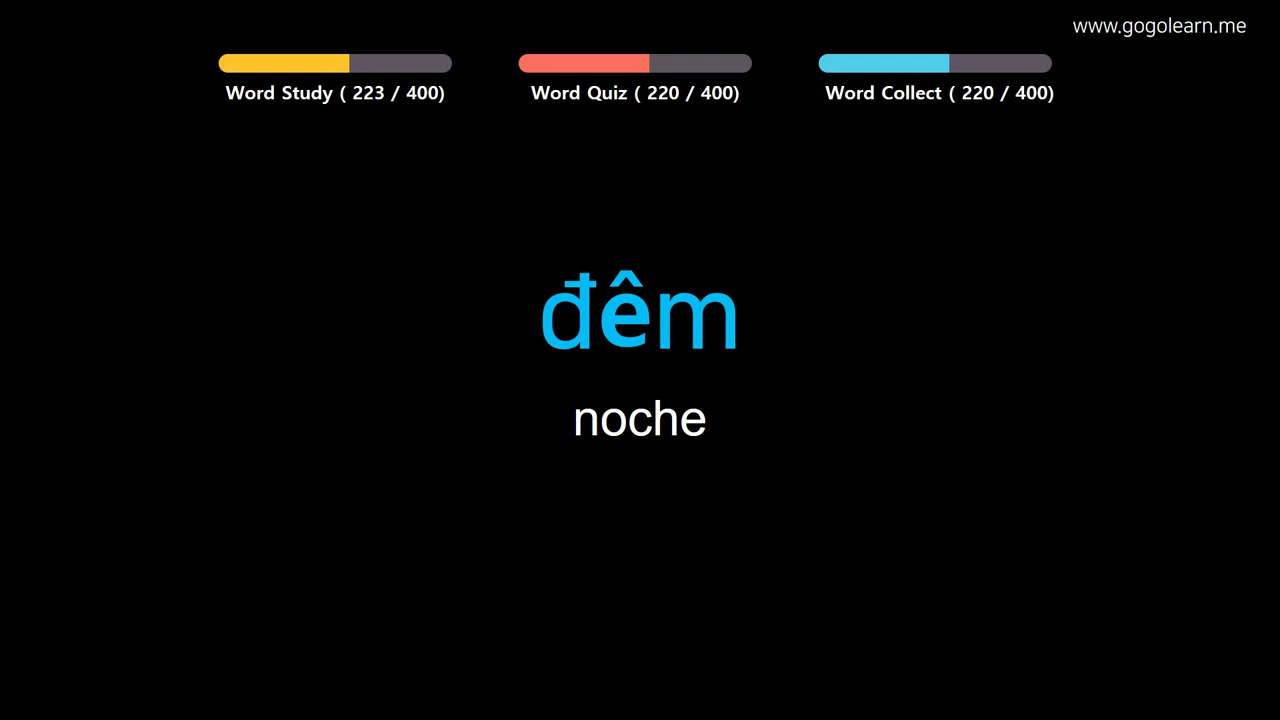 www.gogolearn.me
Word Study ( 223 / 400)
Word Quiz ( 220 / 400)
Word Collect ( 220 / 400)
đêm
noche